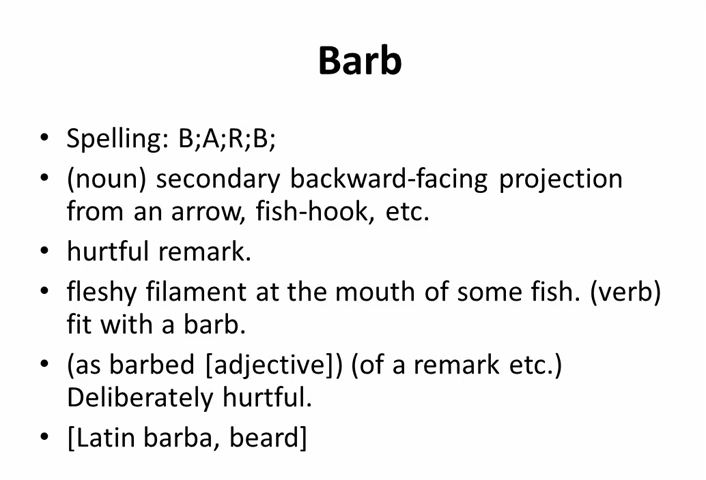 Barb
• Spelling: B;A;R;B;
• (noun) secondary backward-facing projection
from an arrow, fish-hook, etc.
• hurtful remark.
• fleshy filament at the mouth of some fish. (verb)
fit with a barb.
• (as barbed [adjective]) (of a remark etc.)
Deliberately hurtful.
• [Latin barba, beard]